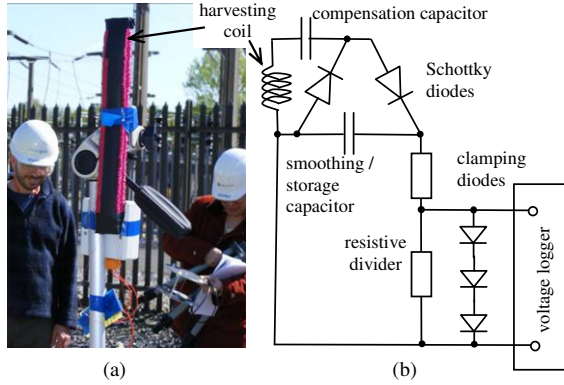 harvesting
coil
compensation capacitor
Schottky
diodes
smoothing /
storage
capacitor
clamping
diodes
resistive
divider
voltage logger
(a)
(b)